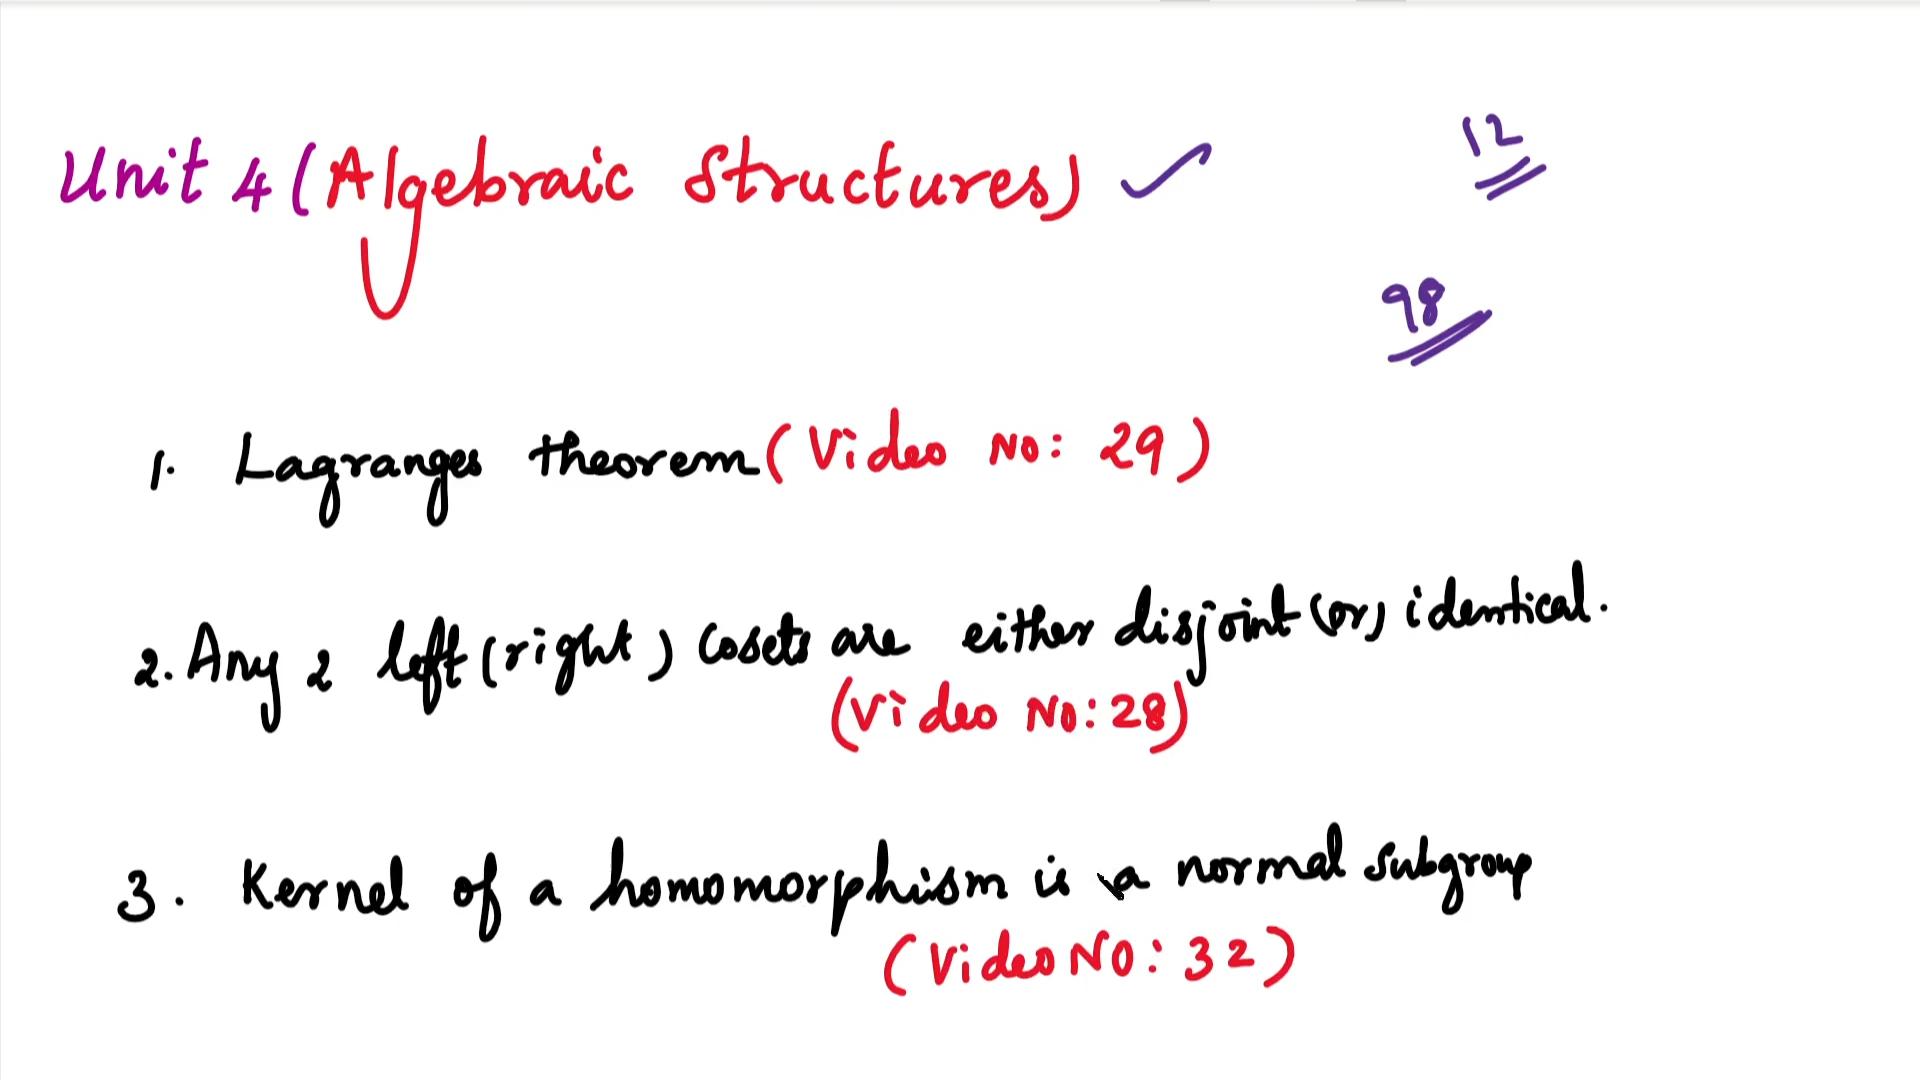 Unit 4 (Algebraic Structures)
12
98
1. Lagranges theorem (Video No: 29)
2. Any 2 left (right) cosets are either disjoint (or) identical.
(Video No: 28)
3. Kernel of a homomorphism is a normal subgroup
(Video No: 32)